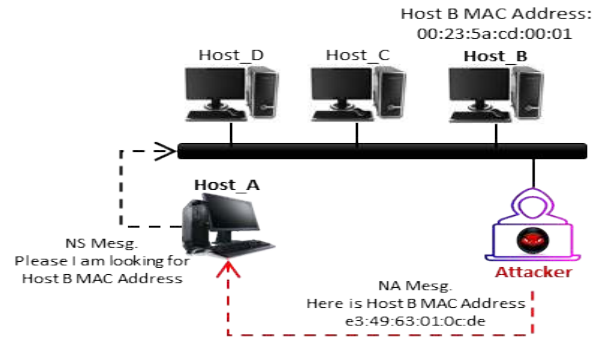 Host B MAC Address:
00:23:5a:cd:00:01
Host_D
Host_C
Host_B
Host_A
NS Mesg.
Please I am looking for
Host B MAC Address
Attacker
NA Mesg.
Here is Host B MAC Address
e3:49:63:01:0c:de